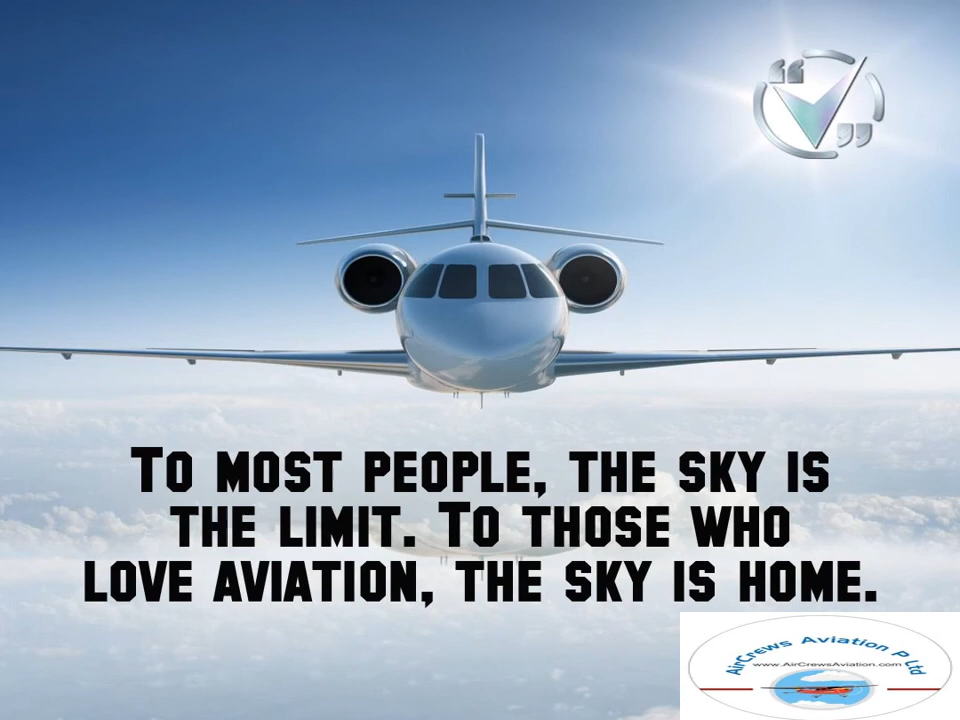 To most people, the sky is
the limit. To those who
love aviation, the sky is home.
AirCrews Aviation P Ltd
www.AirCrewsAviation.com